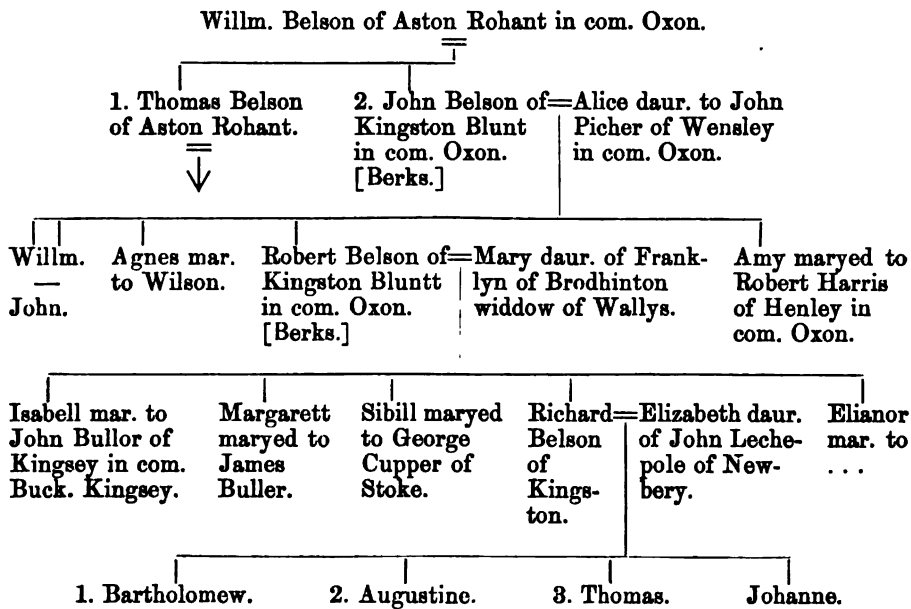 Willm. Belson of Aston Rohant in com. Oxon.
1. Thomas Belson
of Aston Rohant.
2. John Belson of=Alice daur. to John
Kingston Blunt
in com. Oxon.
[Berks.]
Picher of Wensley
in com. Oxon.
Willm.
—
John.
Agnes mar.
to Wilson.
Robert Belson of=Mary daur. of Frank-
Kingston Bluntt
in com. Oxon.
[Berks.]
lyn of Brodhinton
widdow of Wallys.
Amy maryed to
Robert Harris
of Henley in
com. Oxon.
Isabell mar. to
John Bullor of
Kingsey in com.
Buck. Kingsey.
Margarett
maryed to
James
Buller.
Sibill maryed
to George
Cupper of
Stoke.
Richard=Elizabeth daur.
Belson
of
Kings-
ton.
of John Leche-
pole of New-
bery.
Elianor
mar. to
...
1. Bartholomew.
2. Augustine.
3. Thomas.
Johanne.